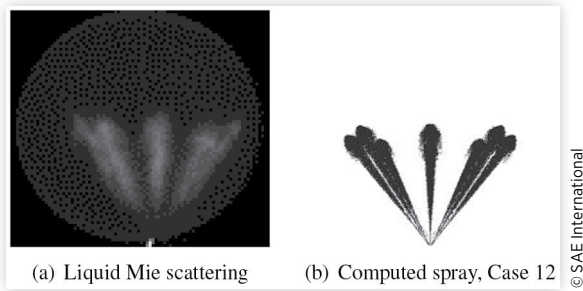 (a) Liquid Mie scattering
(b) Computed spray, Case 12
© SAE International